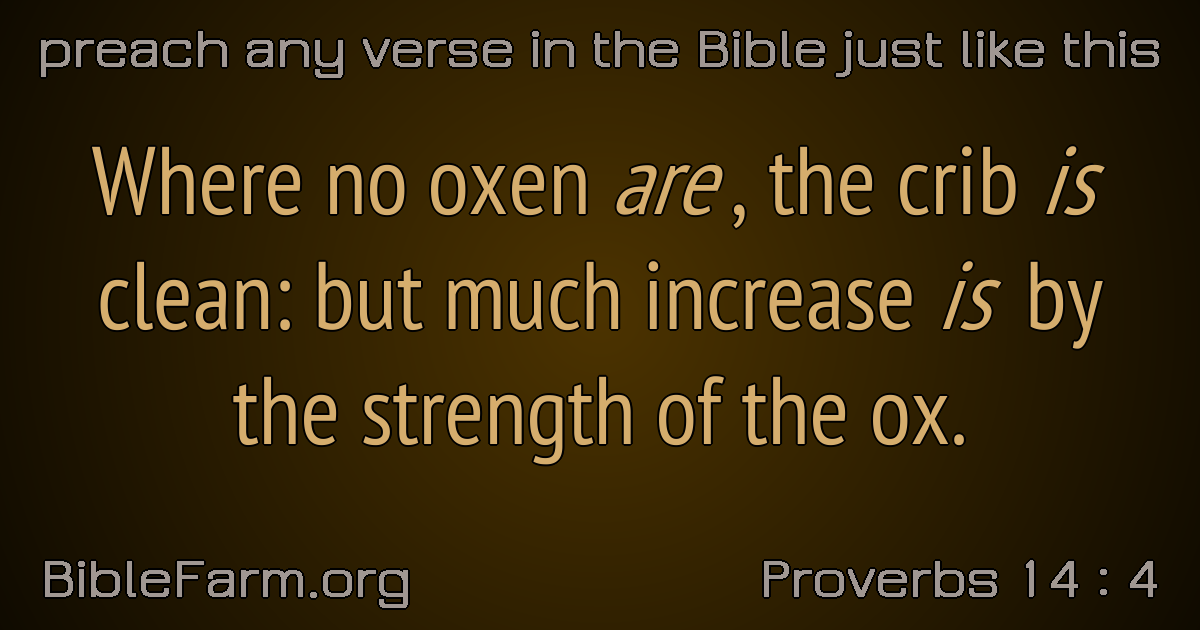 preach any verse in the Bible just like this
Where no oxen are, the crib is
clean: but much increase is by
the strength of the ox.
BibleFarm.org
Proverbs 14 : 4